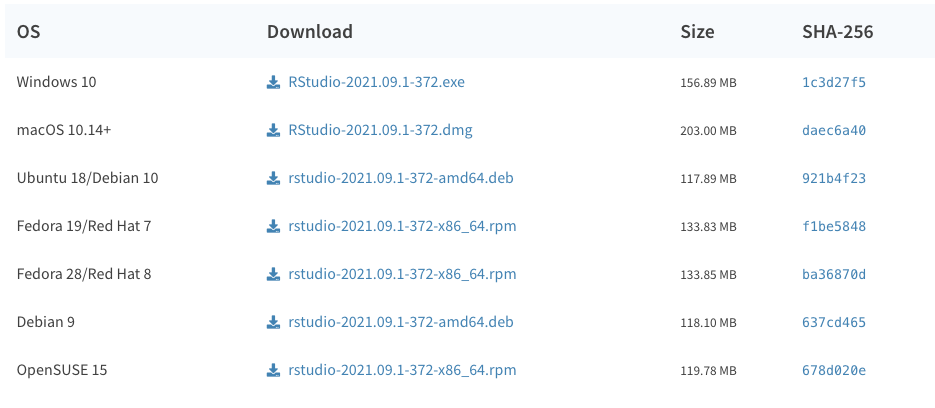 OS Download Size SHA-256
Windows 10 RStudio-2021.09.1-372.exe 156.89 MB 1c3d27f5
macOS 10.14+ RStudio-2021.09.1-372.dmg 203.00 MB daec6a40
Ubuntu 18/Debian 10 rstudio-2021.09.1-372-amd64.deb 117.89 MB 921b4f23
Fedora 19/Red Hat 7 rstudio-2021.09.1-372-x86_64.rpm 133.83 MB f1be5848
Fedora 28/Red Hat 8 rstudio-2021.09.1-372-x86_64.rpm 133.85 MB ba36870d
Debian 9 rstudio-2021.09.1-372-amd64.deb 118.10 MB 637cd465
OpenSUSE 15 rstudio-2021.09.1-372-x86_64.rpm 119.78 MB 678d020e